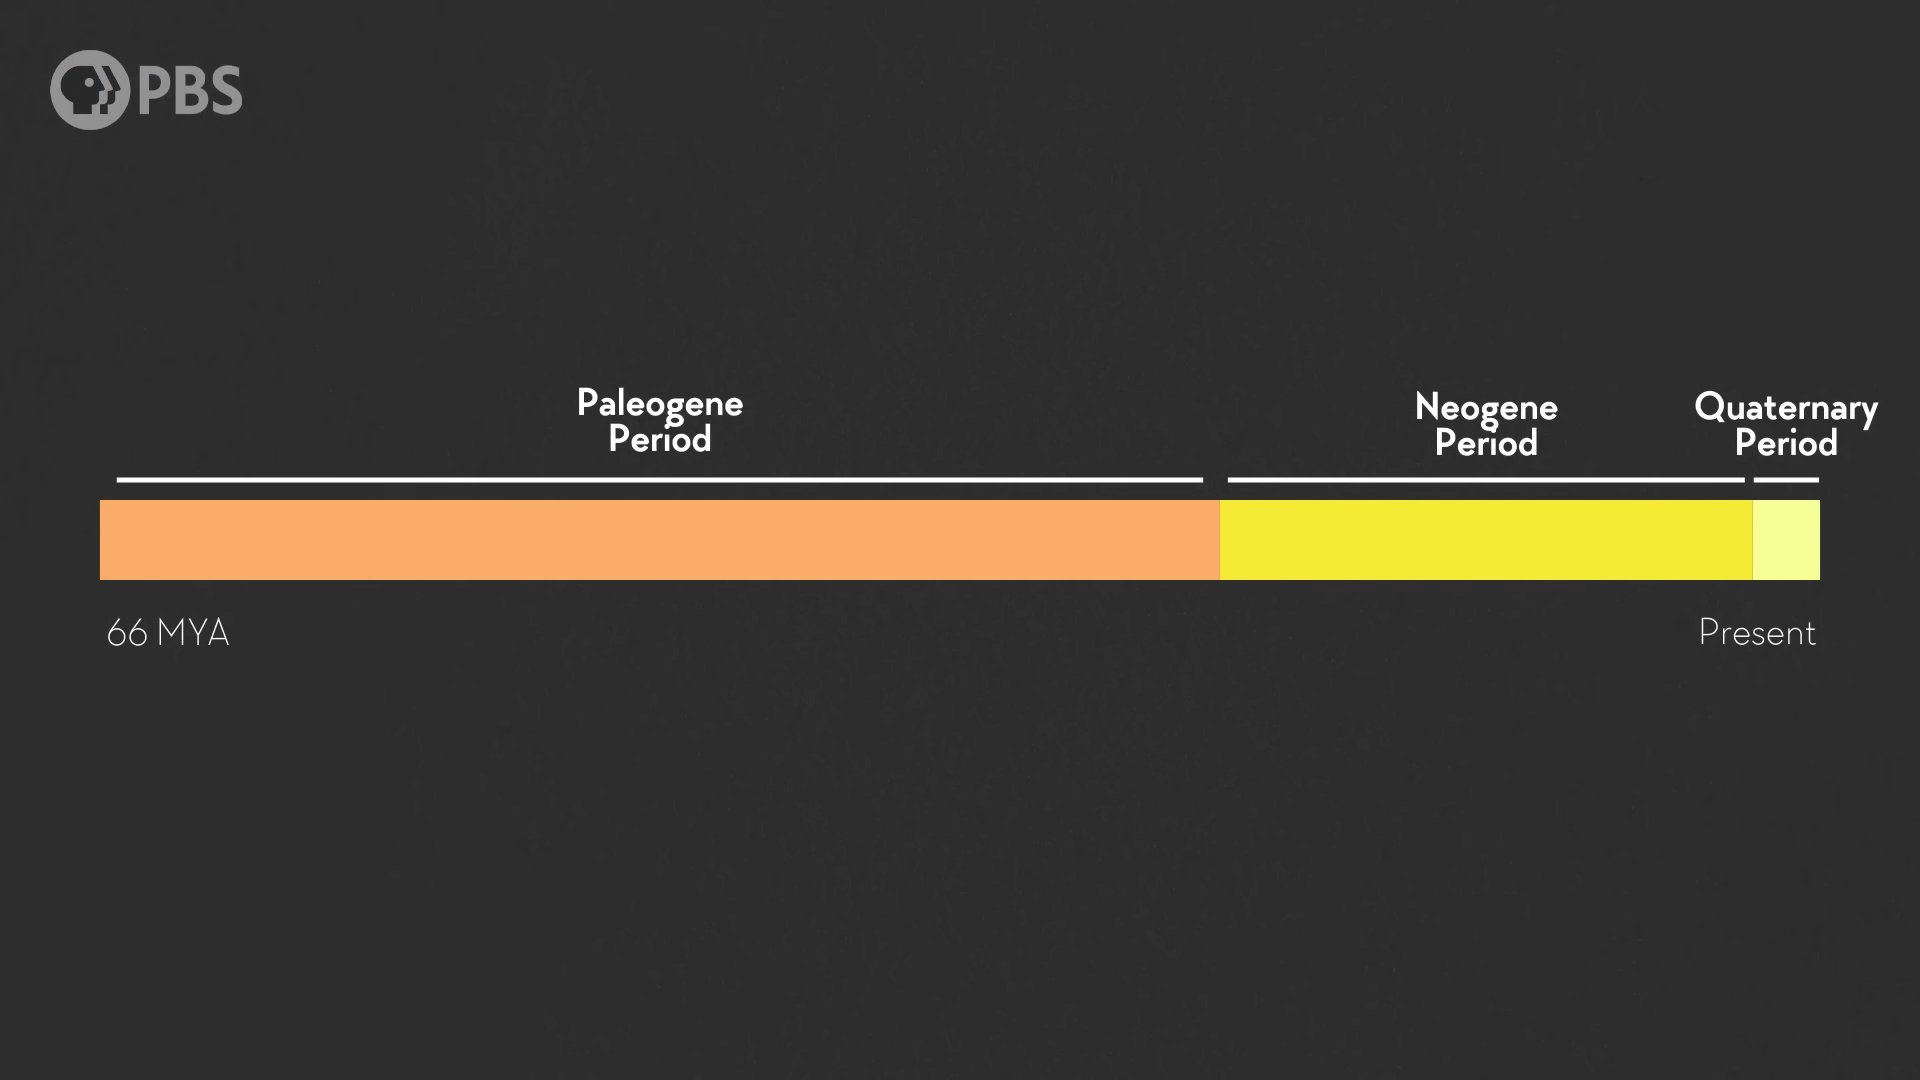 PBS
Paleogene
Period
Neogene
Period
Quaternary
Period
66 MYA
Present